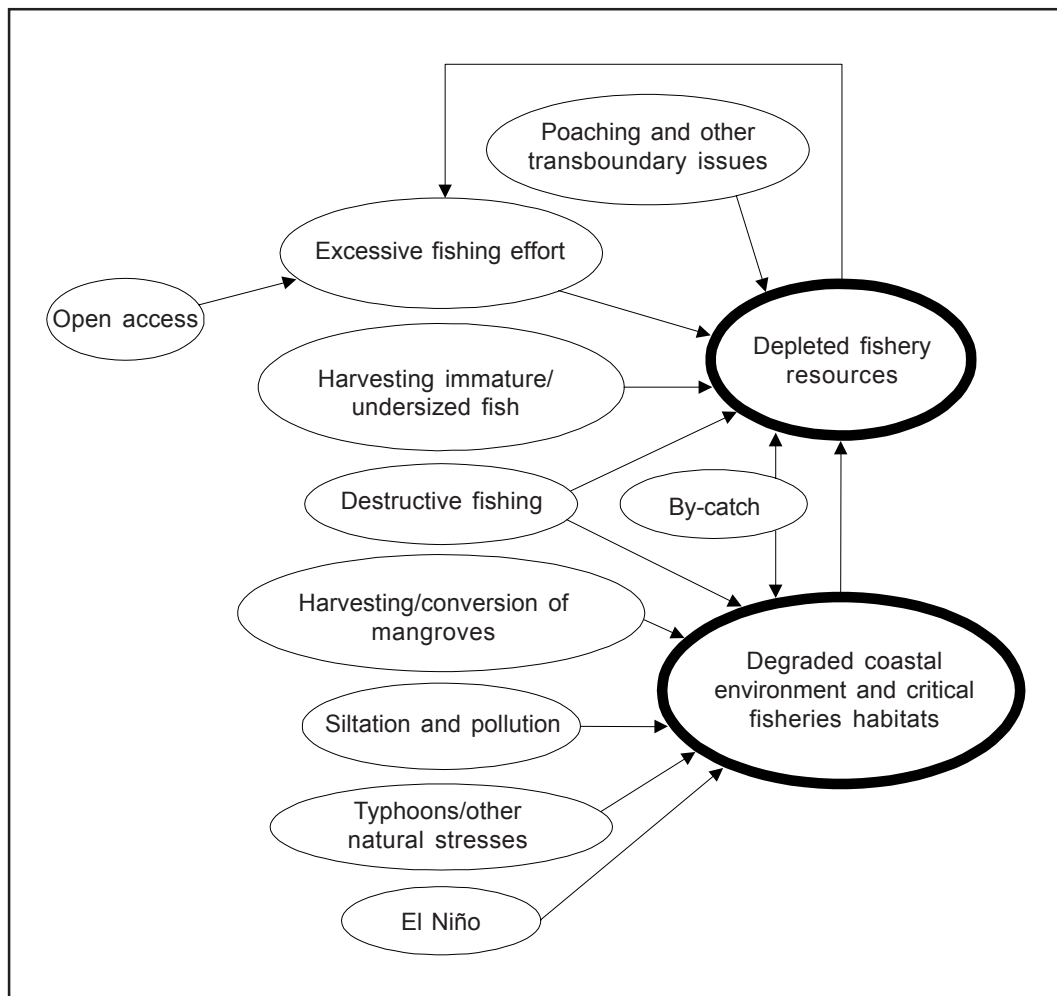 Poaching and other
transboundary issues
Excessive fishing effort
Open access
Depleted fishery
resources
Harvesting immature/
undersized fish
Destructive fishing
By-catch
Harvesting/conversion of
mangroves
Degraded coastal
environment and critical
fisheries habitats
Siltation and pollution
Typhoons/other
natural stresses
El Niño